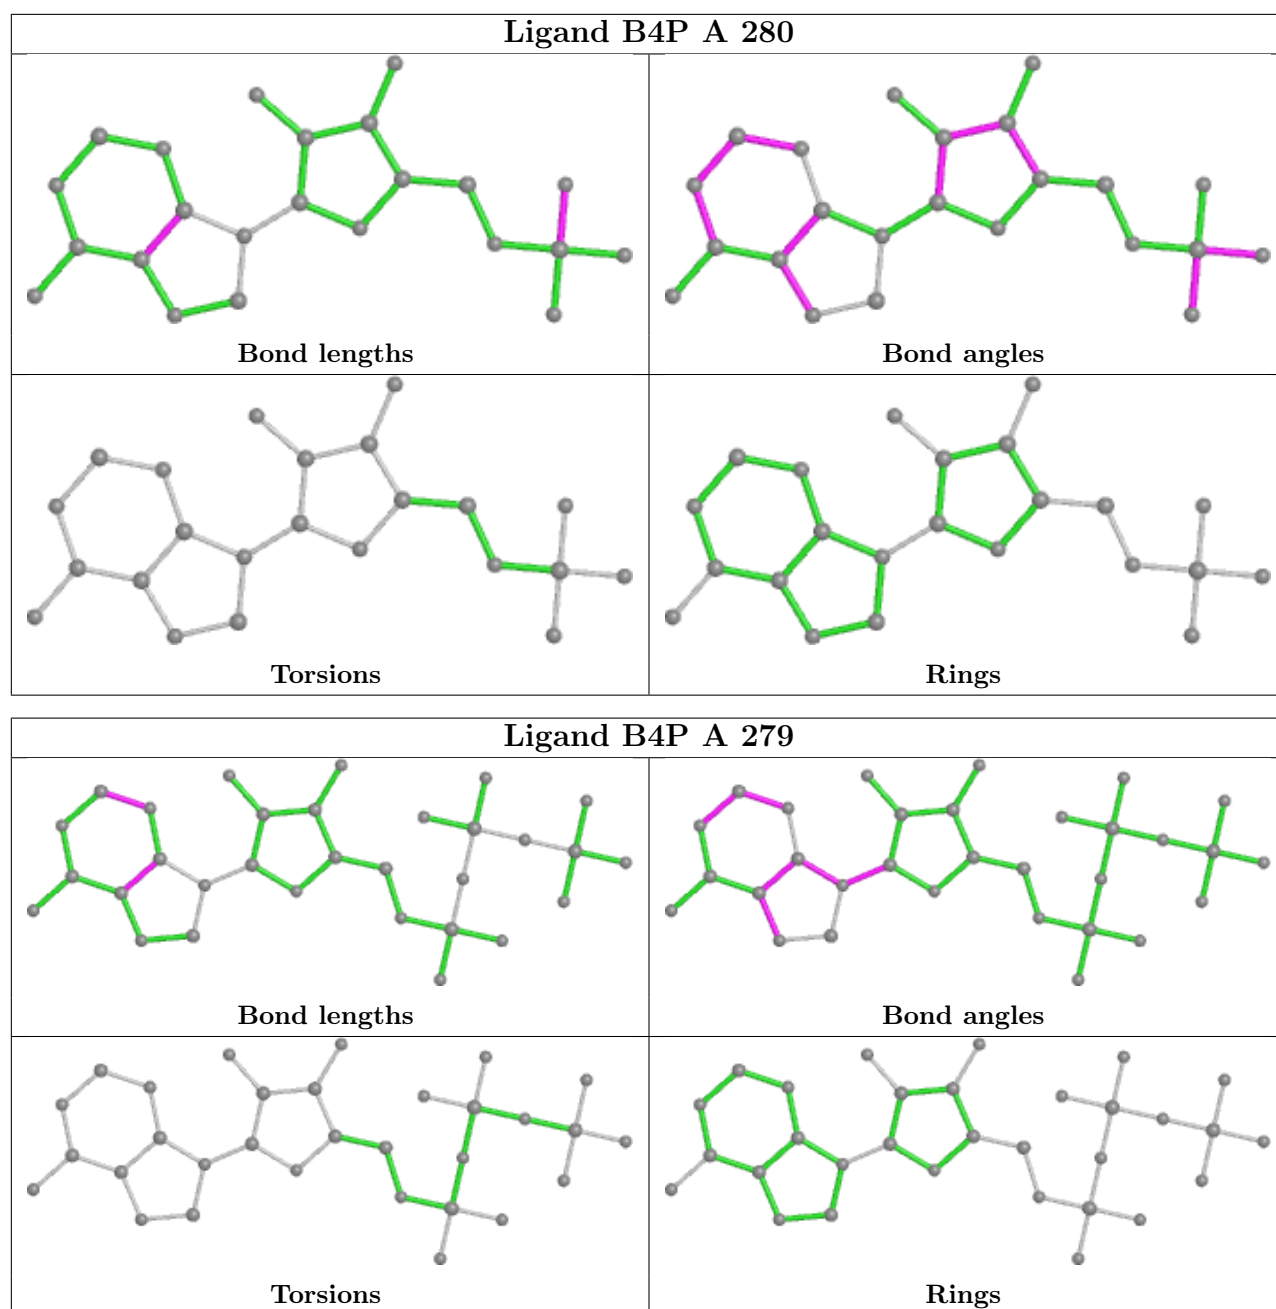 Ligand B4P A 280
Bond lengths
Bond angles
Torsions
Rings
Ligand B4P A 279
Bond lengths
Bond angles
Torsions
Rings